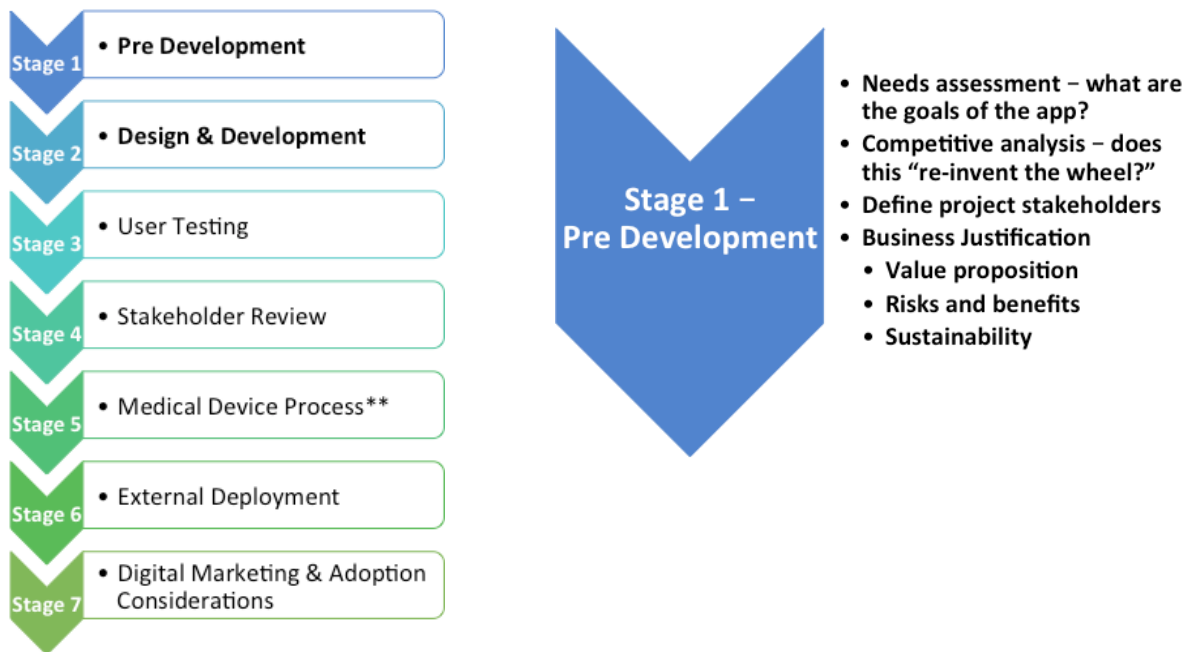 Stage 1
• Pre Development
Stage 2
• Design & Development
Stage 3
• User Testing
Stage 4
• Stakeholder Review
Stage 5
• Medical Device Process**
Stage 6
• External Deployment
Stage 7
• Digital Marketing & Adoption
Considerations
Stage 1 –
Pre Development
• Needs assessment – what are
the goals of the app?
• Competitive analysis – does
this “re-invent the wheel?”
• Define project stakeholders
• Business Justification
• Value proposition
• Risks and benefits
• Sustainability